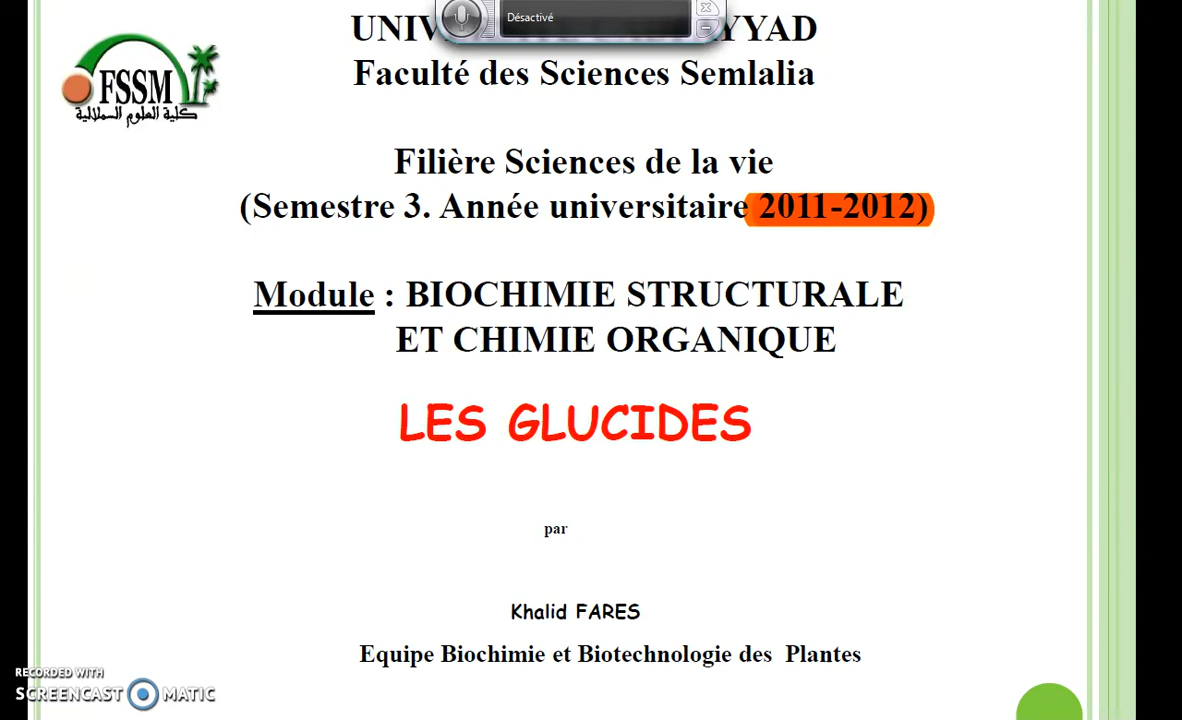 Désactivé
YYAD
Faculté des Sciences Semlalia
FSSM
كلية العلوم السملالية
Filière Sciences de la vie
(Semestre 3. Année universitaire 2011-2012)
Module : BIOCHIMIE STRUCTURALE
ET CHIMIE ORGANIQUE
LES GLUCIDES
par
Khalid FARES
Equipe Biochimie et Biotechnologie des Plantes
RECORDED WITH
SCREENCAST MATIC